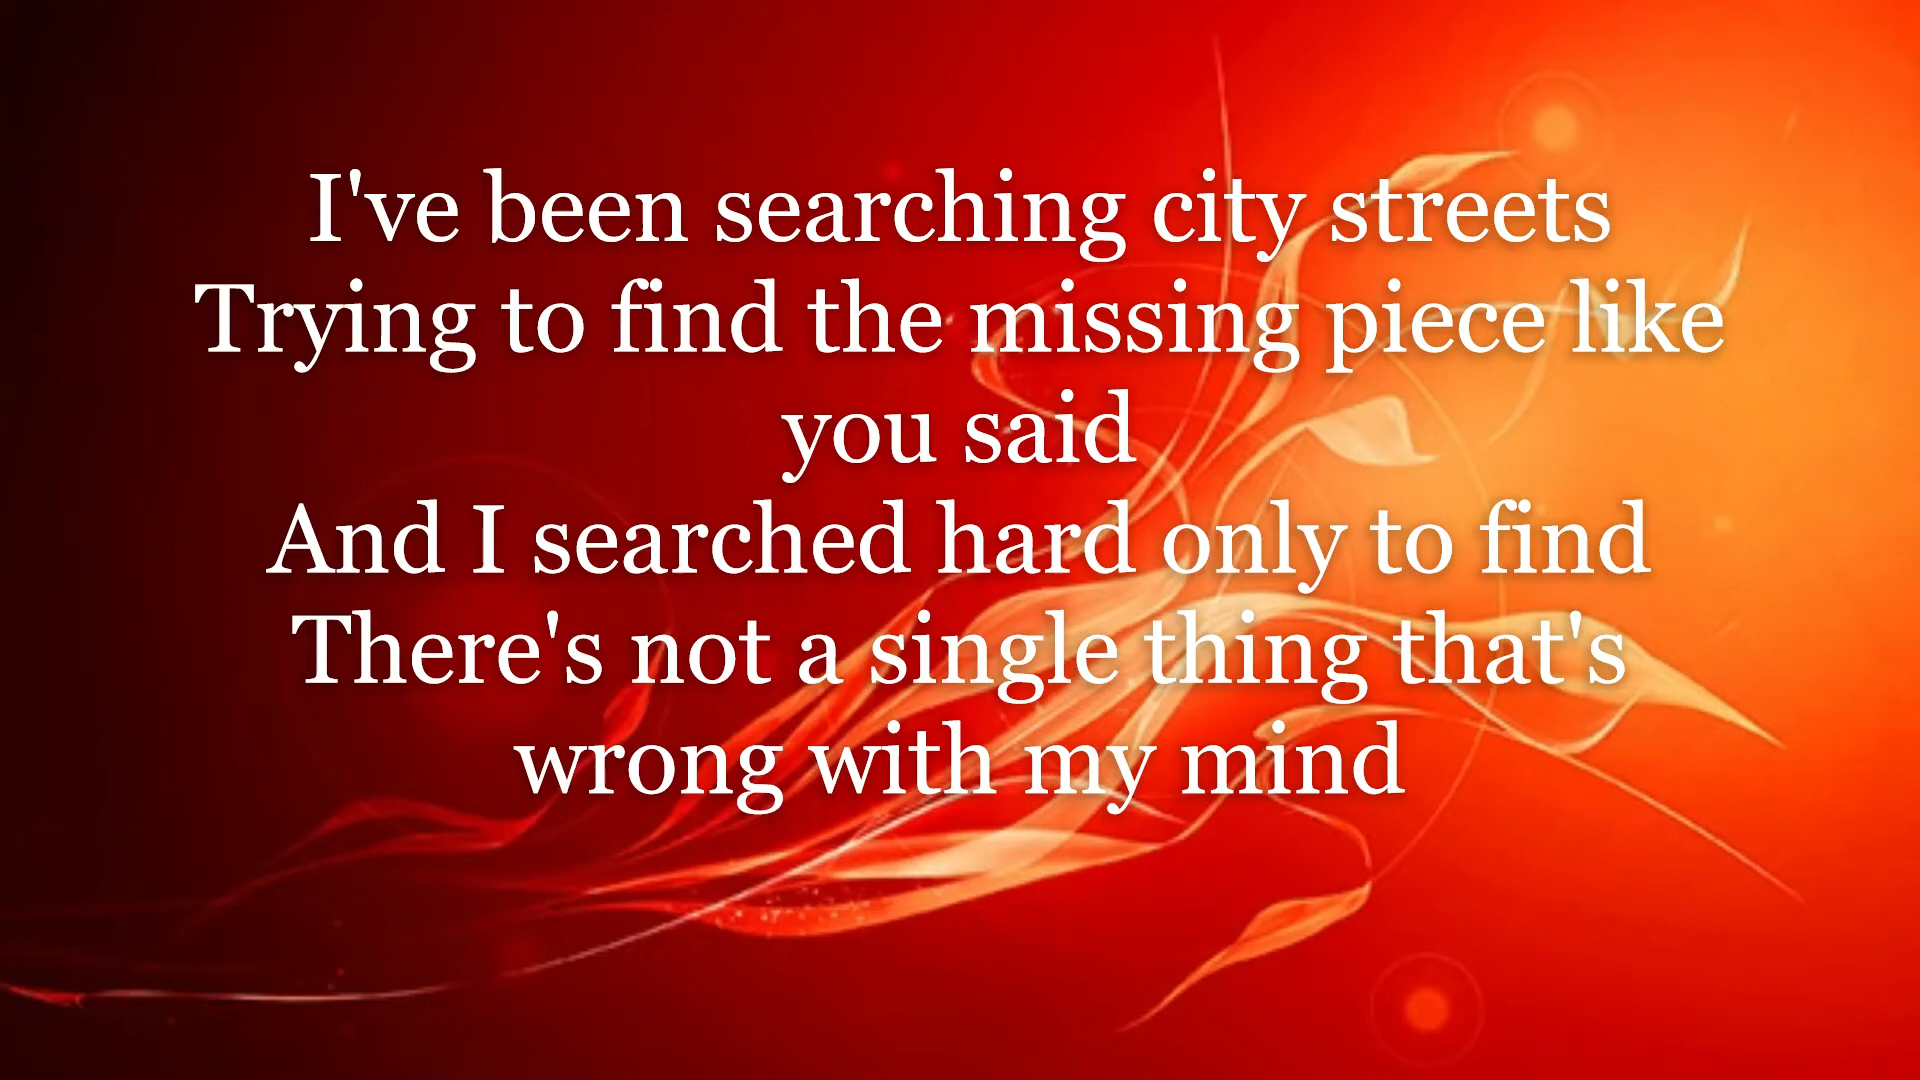 I've been searching city streets
Trying to find the missing piece like
you said
And I searched hard only to find
There's not a single thing that's
wrong with my mind